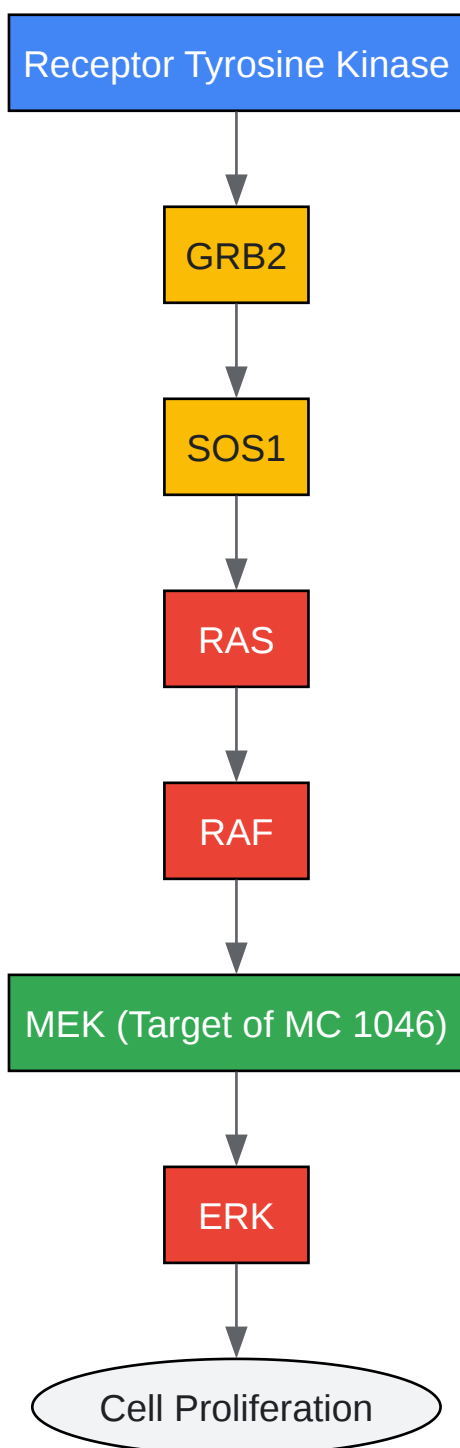 Receptor Tyrosine Kinase
GRB2
SOS1
RAS
RAF
MEK (Target of MC 1046)
ERK
Cell Proliferation